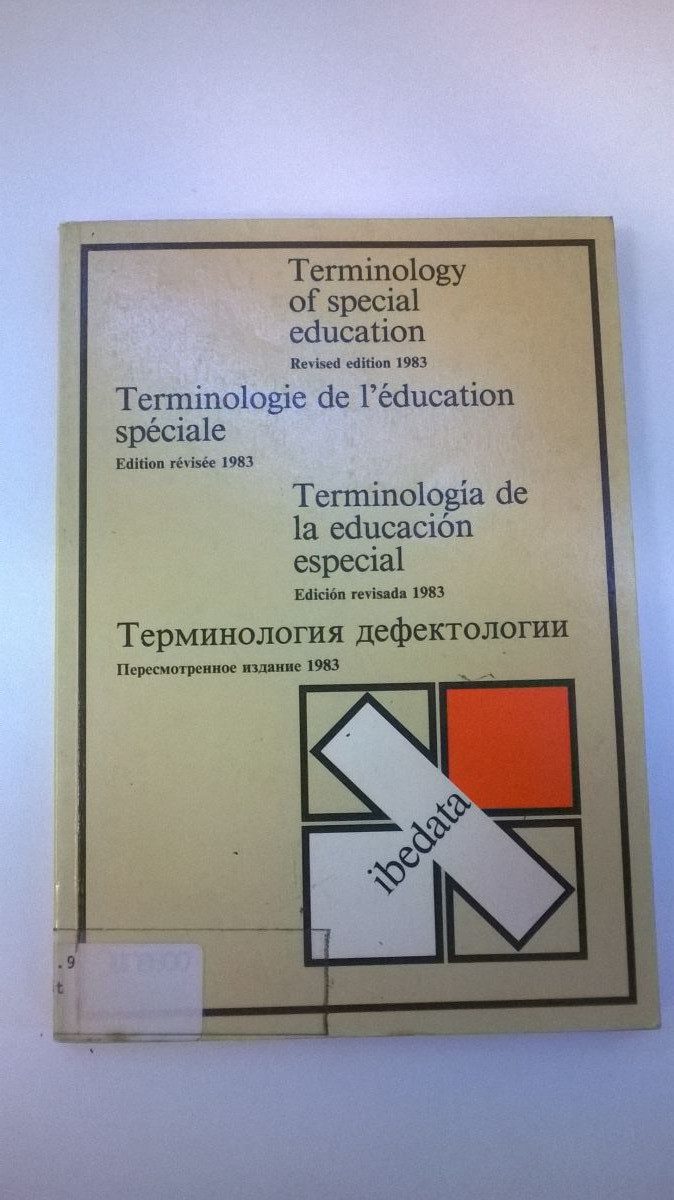 Terminology
of special
education
Revised edition 1983
Terminologie de l'éducation
spéciale
Edition révisée 1983
Terminología de
la educación
especial
Edición revisada 1983
Терминология дефектологии
Пересмотренное издание 1983
ibedata
.9
t